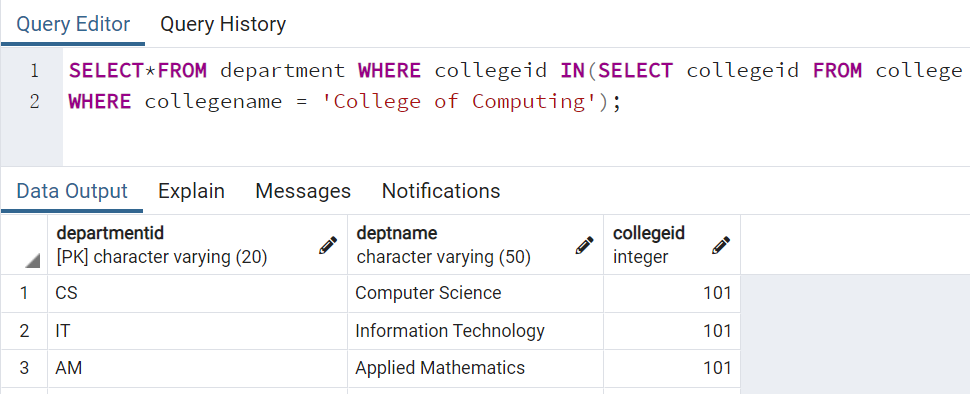 Query Editor Query History
1 SELECT*FROM department WHERE collegeid IN(SELECT collegeid FROM college
2 WHERE collegename = 'College of Computing');
Data Output Explain Messages Notifications
departmentid deptname collegeid
[PK] character varying (20) character varying (50) integer
1 CS Computer Science 101
2 IT Information Technology 101
3 AM Applied Mathematics 101